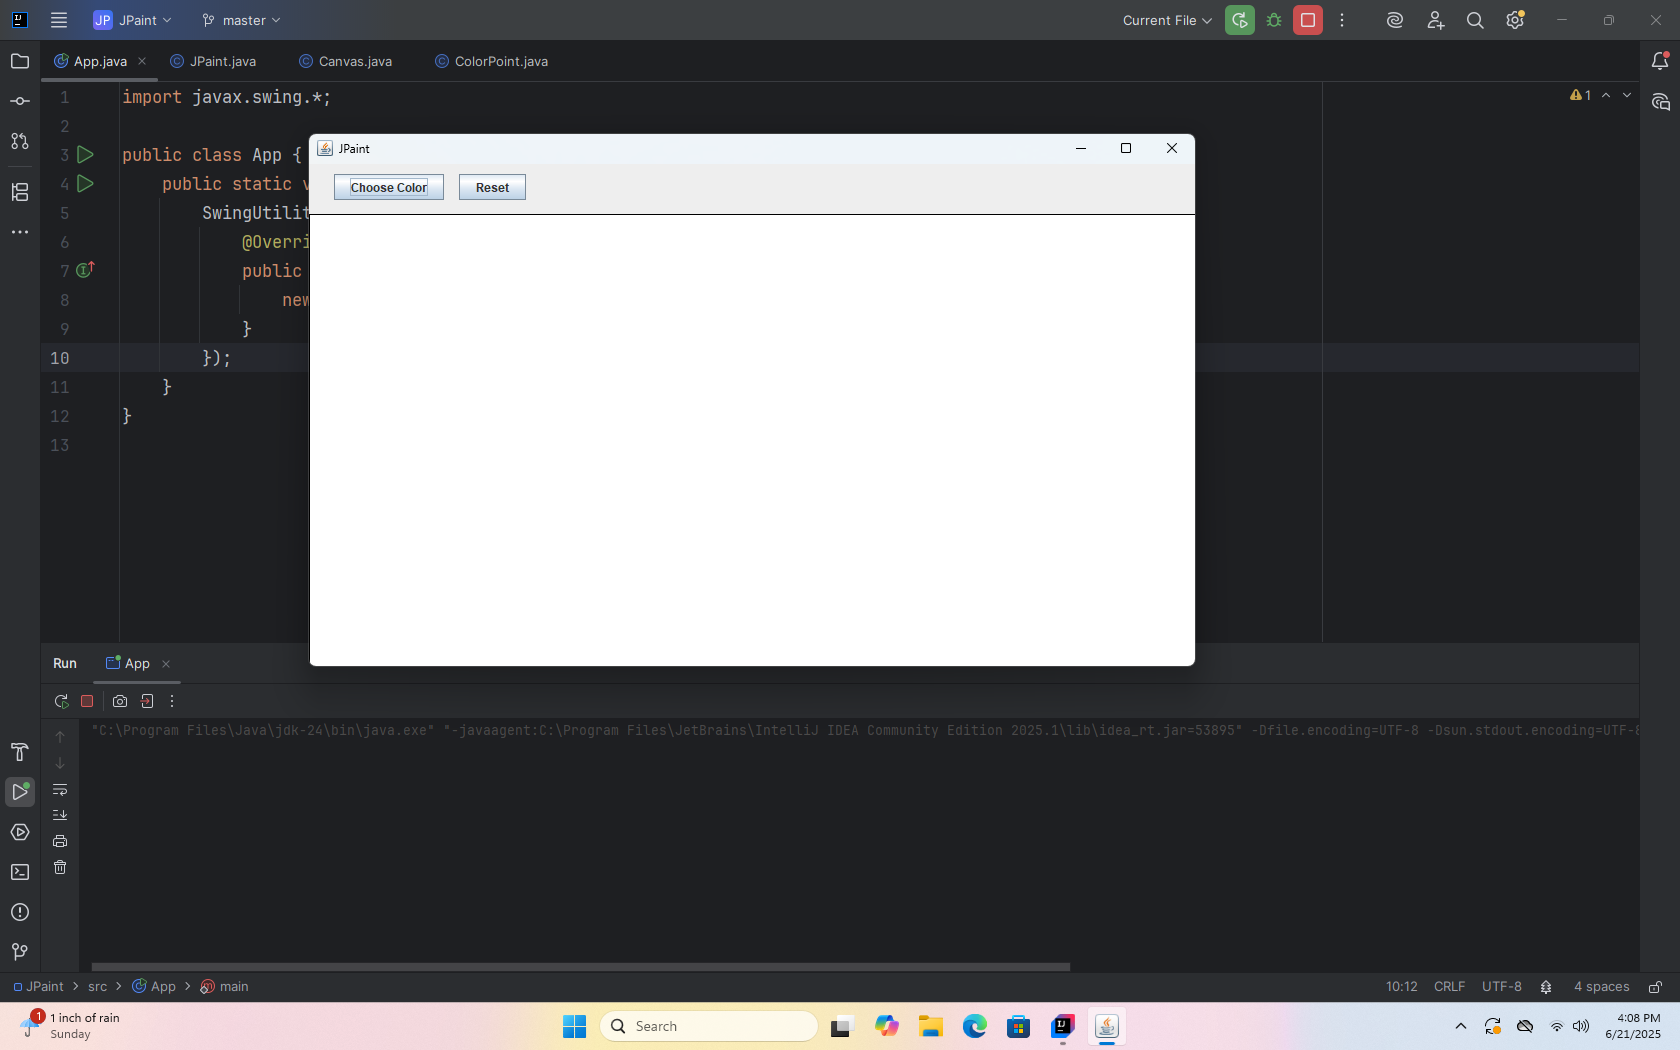 JP JPaint master Current File
App.java JPaint.java Canvas.java ColorPoint.java
1 import javax.swing.*; 1
2
3 public class App {
4 public static v
5 SwingUtilit
6 @Overri
7 public
8 new
9 }
10 });
11 }
12 }
13
JPaint
Choose Color Reset
Run App
"C:\Program Files\Java\jdk-24\bin\java.exe" "-javaagent:C:\Program Files\JetBrains\IntelliJ IDEA Community Edition 2025.1\lib\idea_rt.jar=53895" -Dfile.encoding=UTF-8 -Dsun.stdout.encoding=UTF-8
JPaint > src > App > main 10:12 CRLF UTF-8 4 spaces
1 1 inch of rain
Sunday
Search
4:08 PM
6/21/2025